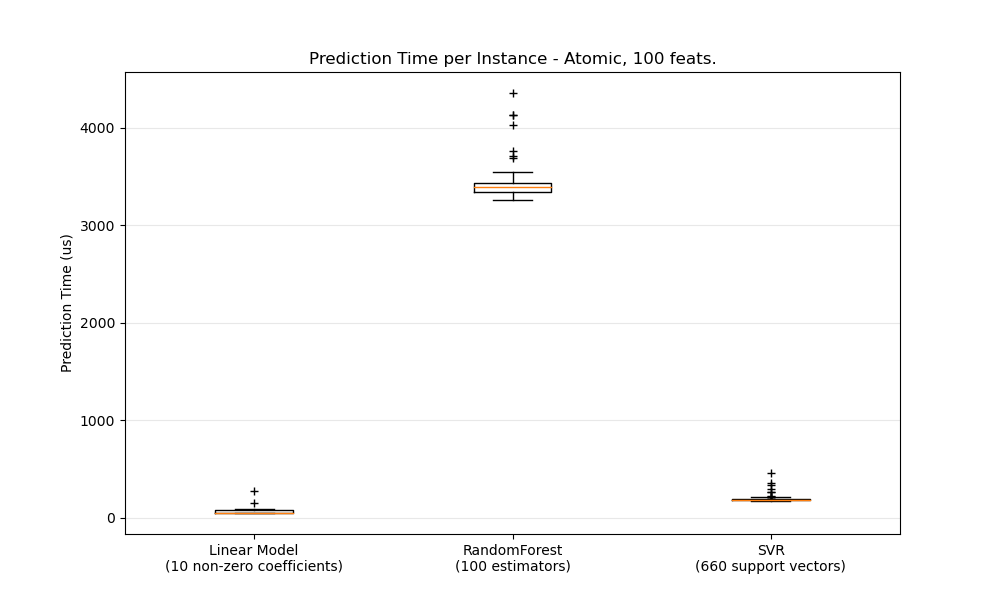 Prediction Time per Instance - Atomic, 100 feats.
Prediction Time (us)
4000
3000
2000
1000
0
Linear Model
(10 non-zero coefficients)
RandomForest
(100 estimators)
SVR
(660 support vectors)